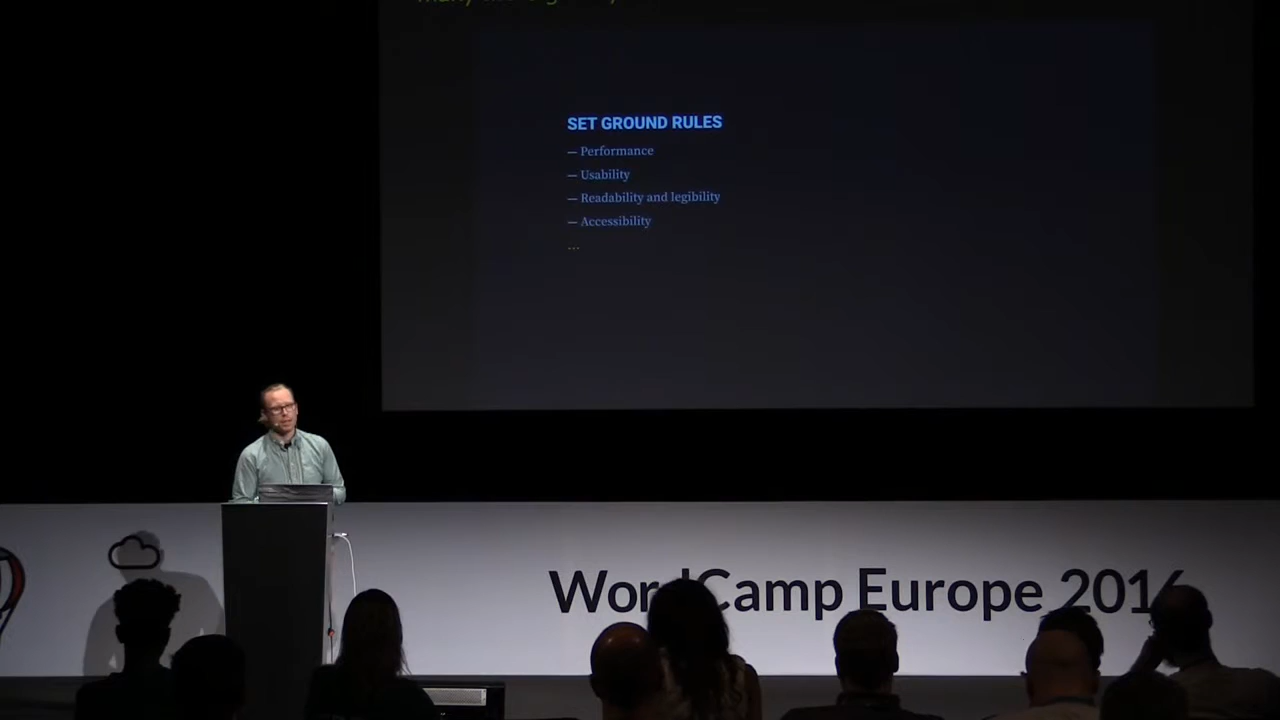 SET GROUND RULES
— Performance
— Usability
— Readability and legibility
— Accessibility
...
WordCamp Europe 2016